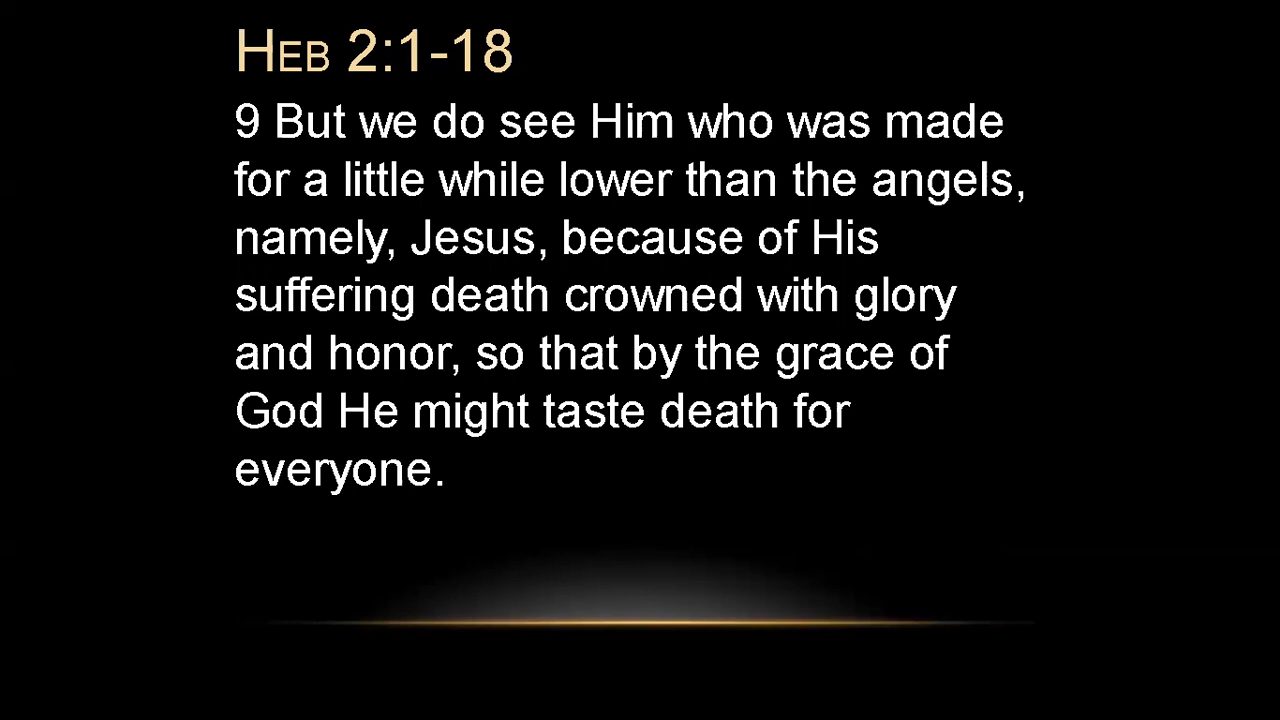 HEB 2:1-18
9 But we do see Him who was made
for a little while lower than the angels,
namely, Jesus, because of His
suffering death crowned with glory
and honor, so that by the grace of
God He might taste death for
everyone.